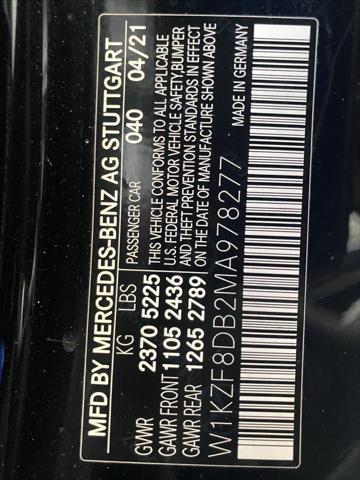 MFD BY MERCEDES-BENZ AG STUTTGART
KG LBS PASSENGER CAR 040 04/21
GVWR 2370 5225
GAWR FRONT 1105 2436
GAWR REAR 1265 2789
THIS VEHICLE CONFORMS TO ALL APPLICABLE
U.S. FEDERAL MOTOR VEHICLE SAFETY,BUMPER
AND THEFT PREVENTION STANDARDS IN EFFECT
ON THE DATE OF MANUFACTURE SHOWN ABOVE
W1KZF8DB2MA978277 MADE IN GERMANY